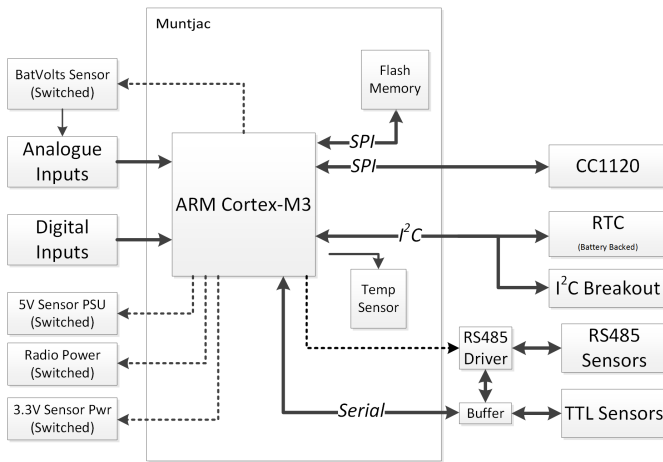 Muntjac
BatVolts Sensor
(Switched)
Flash
Memory
Analogue
Inputs
SPI
SPI
CC1120
ARM Cortex-M3
Digital
Inputs
I²C
RTC
(Battery Backed)
Temp
Sensor
I²C Breakout
5V Sensor PSU
(Switched)
Radio Power
(Switched)
RS485
Driver
RS485
Sensors
3.3V Sensor Pwr
(Switched)
Serial
Buffer
TTL Sensors